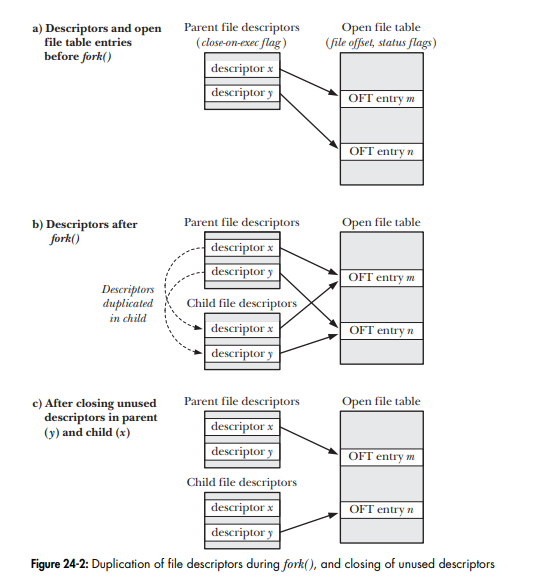 a) Descriptors and open
file table entries
before fork()
Parent file descriptors
(close-on-exec flag)
descriptor x
descriptor y
Open file table
(file offset, status flags)
OFT entry m
OFT entry n
b) Descriptors after
fork()
Descriptors
duplicated
in child
Parent file descriptors
descriptor x
descriptor y
Child file descriptors
descriptor x
descriptor y
Open file table
OFT entry m
OFT entry n
c) After closing unused
descriptors in parent
(y) and child (x)
Parent file descriptors
descriptor x
descriptor y
Child file descriptors
descriptor x
descriptor y
Open file table
OFT entry m
OFT entry n
Figure 24-2: Duplication of file descriptors during fork(), and closing of unused descriptors